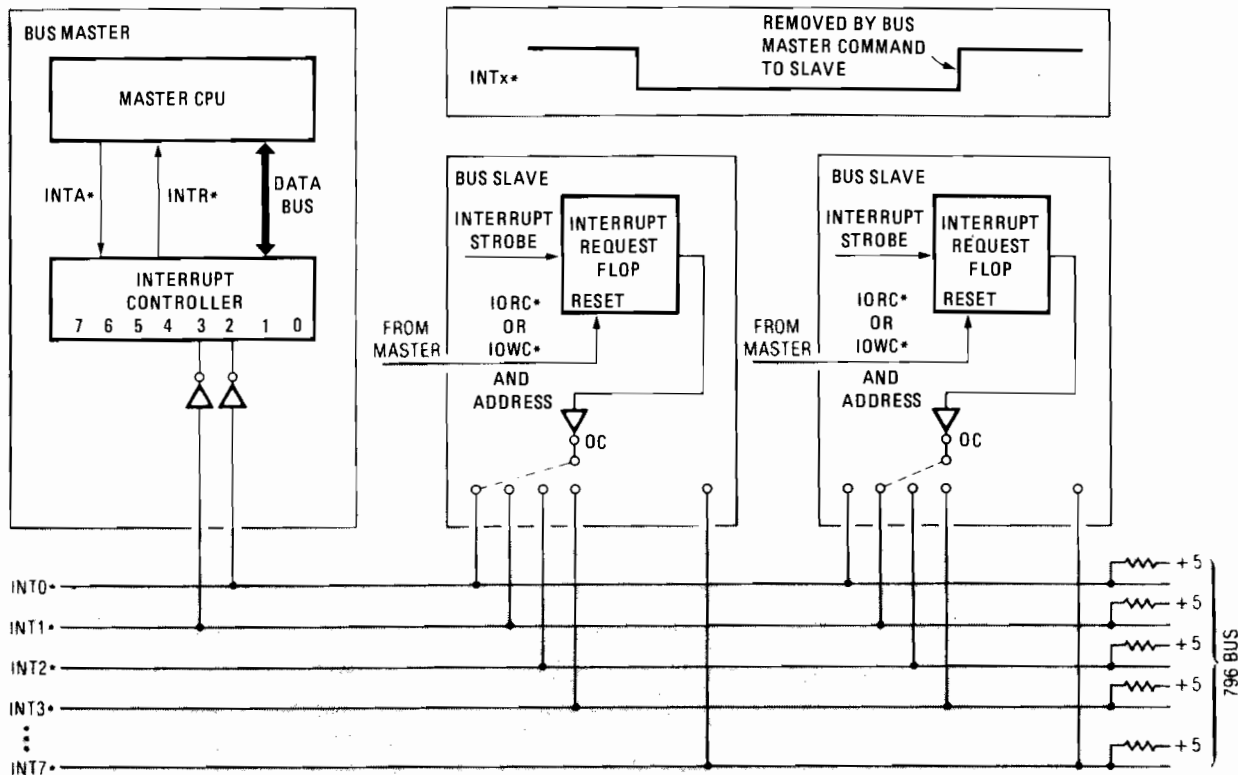 BUS MASTER
MASTER CPU
INTA*
INTR*
DATA
BUS
INTERRUPT
CONTROLLER
7 6 5 4 3 2 1 0
INTx*
REMOVED BY BUS
MASTER COMMAND
TO SLAVE
BUS SLAVE
INTERRUPT
STROBE
INTERRUPT
REQUEST
FLOP
RESET
IORC*
OR
IOWC*
AND
ADDRESS
FROM
MASTER
OC
BUS SLAVE
INTERRUPT
STROBE
INTERRUPT
REQUEST
FLOP
RESET
IORC*
OR
IOWC*
AND
ADDRESS
FROM
MASTER
OC
INT0*
+5
INT1*
+5
INT2*
+5
INT3*
+5
INT7*
+5
796 BUS